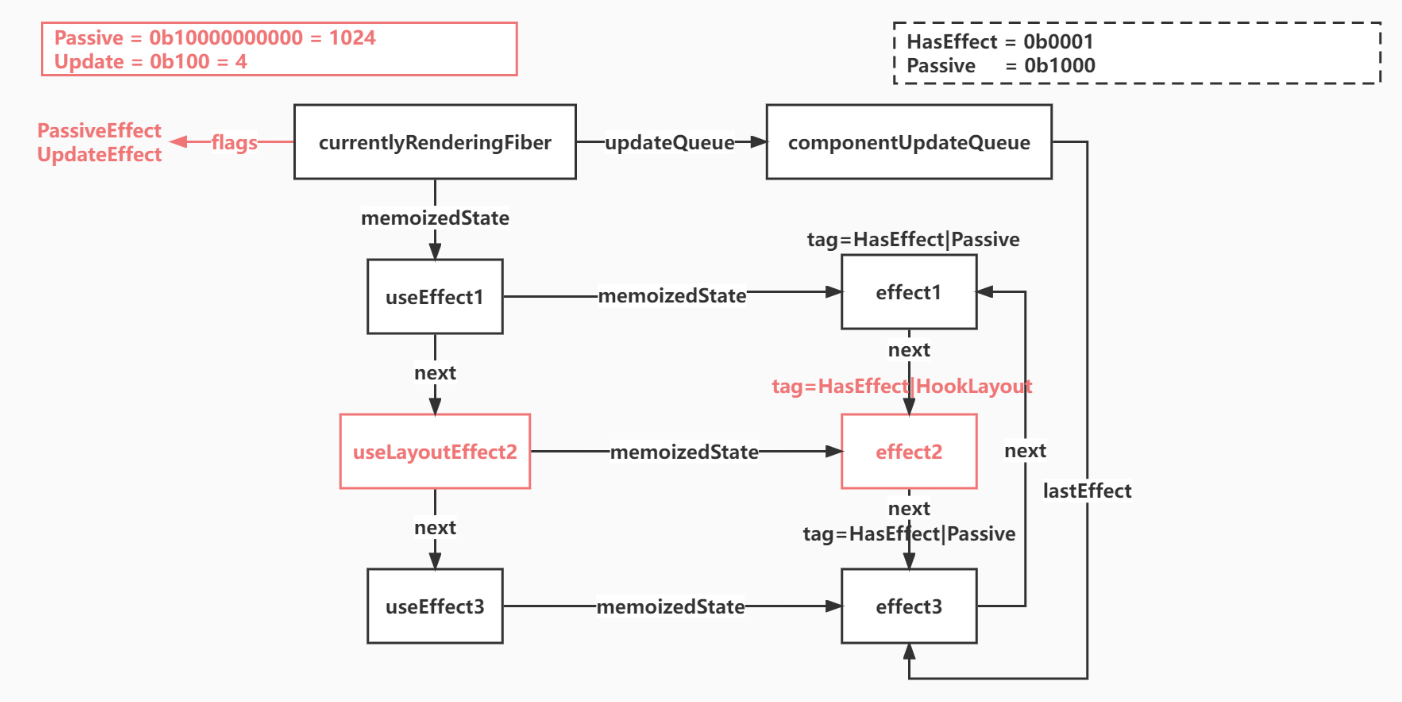 Passive = 0b10000000000 = 1024
Update = 0b100 = 4
HasEffect = 0b0001
Passive = 0b1000
PassiveEffect
UpdateEffect
flags
currentlyRenderingFiber
updateQueue
componentUpdateQueue
memoizedState
tag=HasEffect|Passive
useEffect1
memoizedState
effect1
next
next
tag=HasEffect|HookLayout
useLayoutEffect2
memoizedState
effect2
next
lastEffect
next
next
tag=HasEffect|Passive
useEffect3
memoizedState
effect3